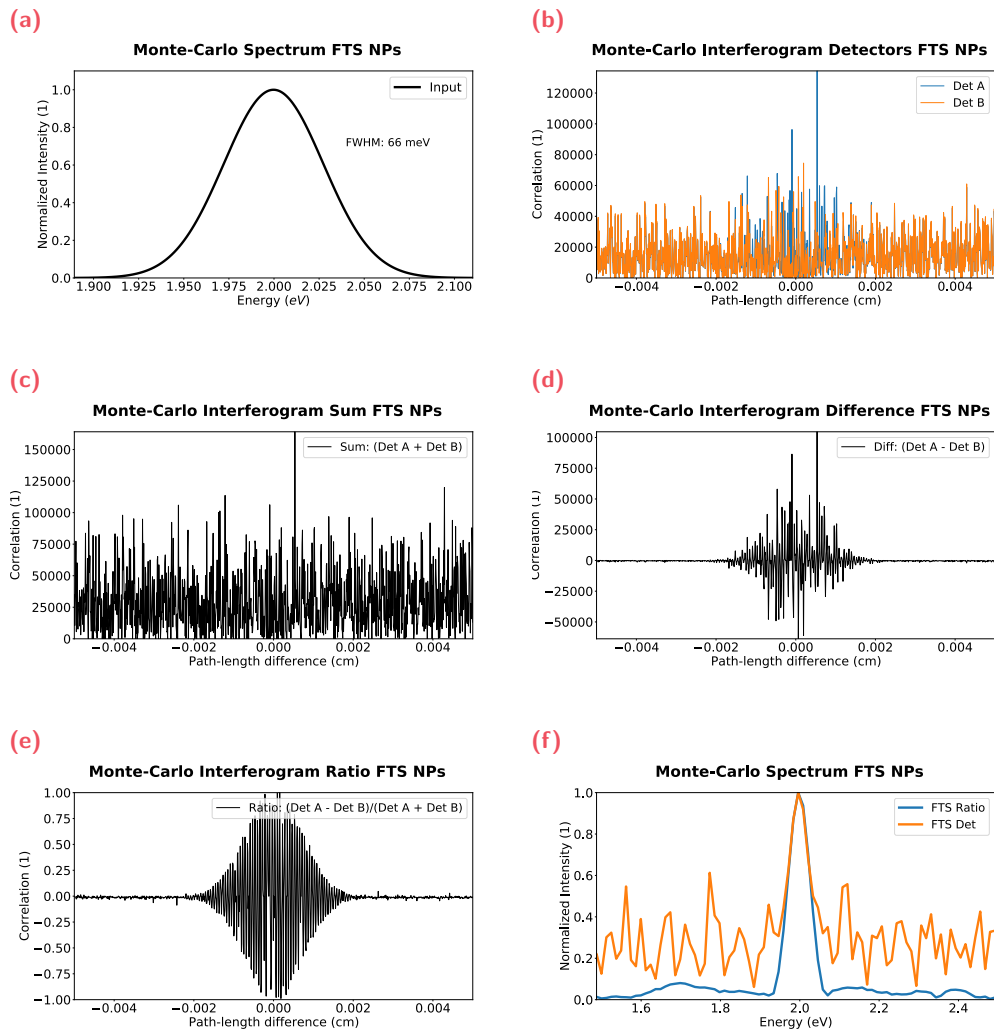 (a)
Monte-Carlo Spectrum FTS NPs
Normalized Intensity (1)
1.0
0.8
0.6
0.4
0.2
0.0
Input
FWHM: 66 meV
1.900 1.925 1.950 1.975 2.000 2.025 2.050 2.075 2.100
Energy (eV)
(b)
Monte-Carlo Interferogram Detectors FTS NPs
Correlation (1)
120000
100000
80000
60000
40000
20000
0
Det A
Det B
−0.004 −0.002 0.000 0.002 0.004
Path-length difference (cm)
(c)
Monte-Carlo Interferogram Sum FTS NPs
Correlation (1)
150000
125000
100000
75000
50000
25000
0
Sum: (Det A + Det B)
−0.004 −0.002 0.000 0.002 0.004
Path-length difference (cm)
(d)
Monte-Carlo Interferogram Difference FTS NPs
Correlation (1)
100000
75000
50000
25000
0
−25000
−50000
Diff: (Det A - Det B)
−0.004 −0.002 0.000 0.002 0.004
Path-length difference (cm)
(e)
Monte-Carlo Interferogram Ratio FTS NPs
Correlation (1)
1.00
0.75
0.50
0.25
0.00
−0.25
−0.50
−0.75
−1.00
Ratio: (Det A - Det B)/(Det A + Det B)
−0.004 −0.002 0.000 0.002 0.004
Path-length difference (cm)
(f)
Monte-Carlo Spectrum FTS NPs
Normalized Intensity (1)
1.0
0.8
0.6
0.4
0.2
0.0
FTS Ratio
FTS Det
1.6 1.8 2.0 2.2 2.4
Energy (eV)